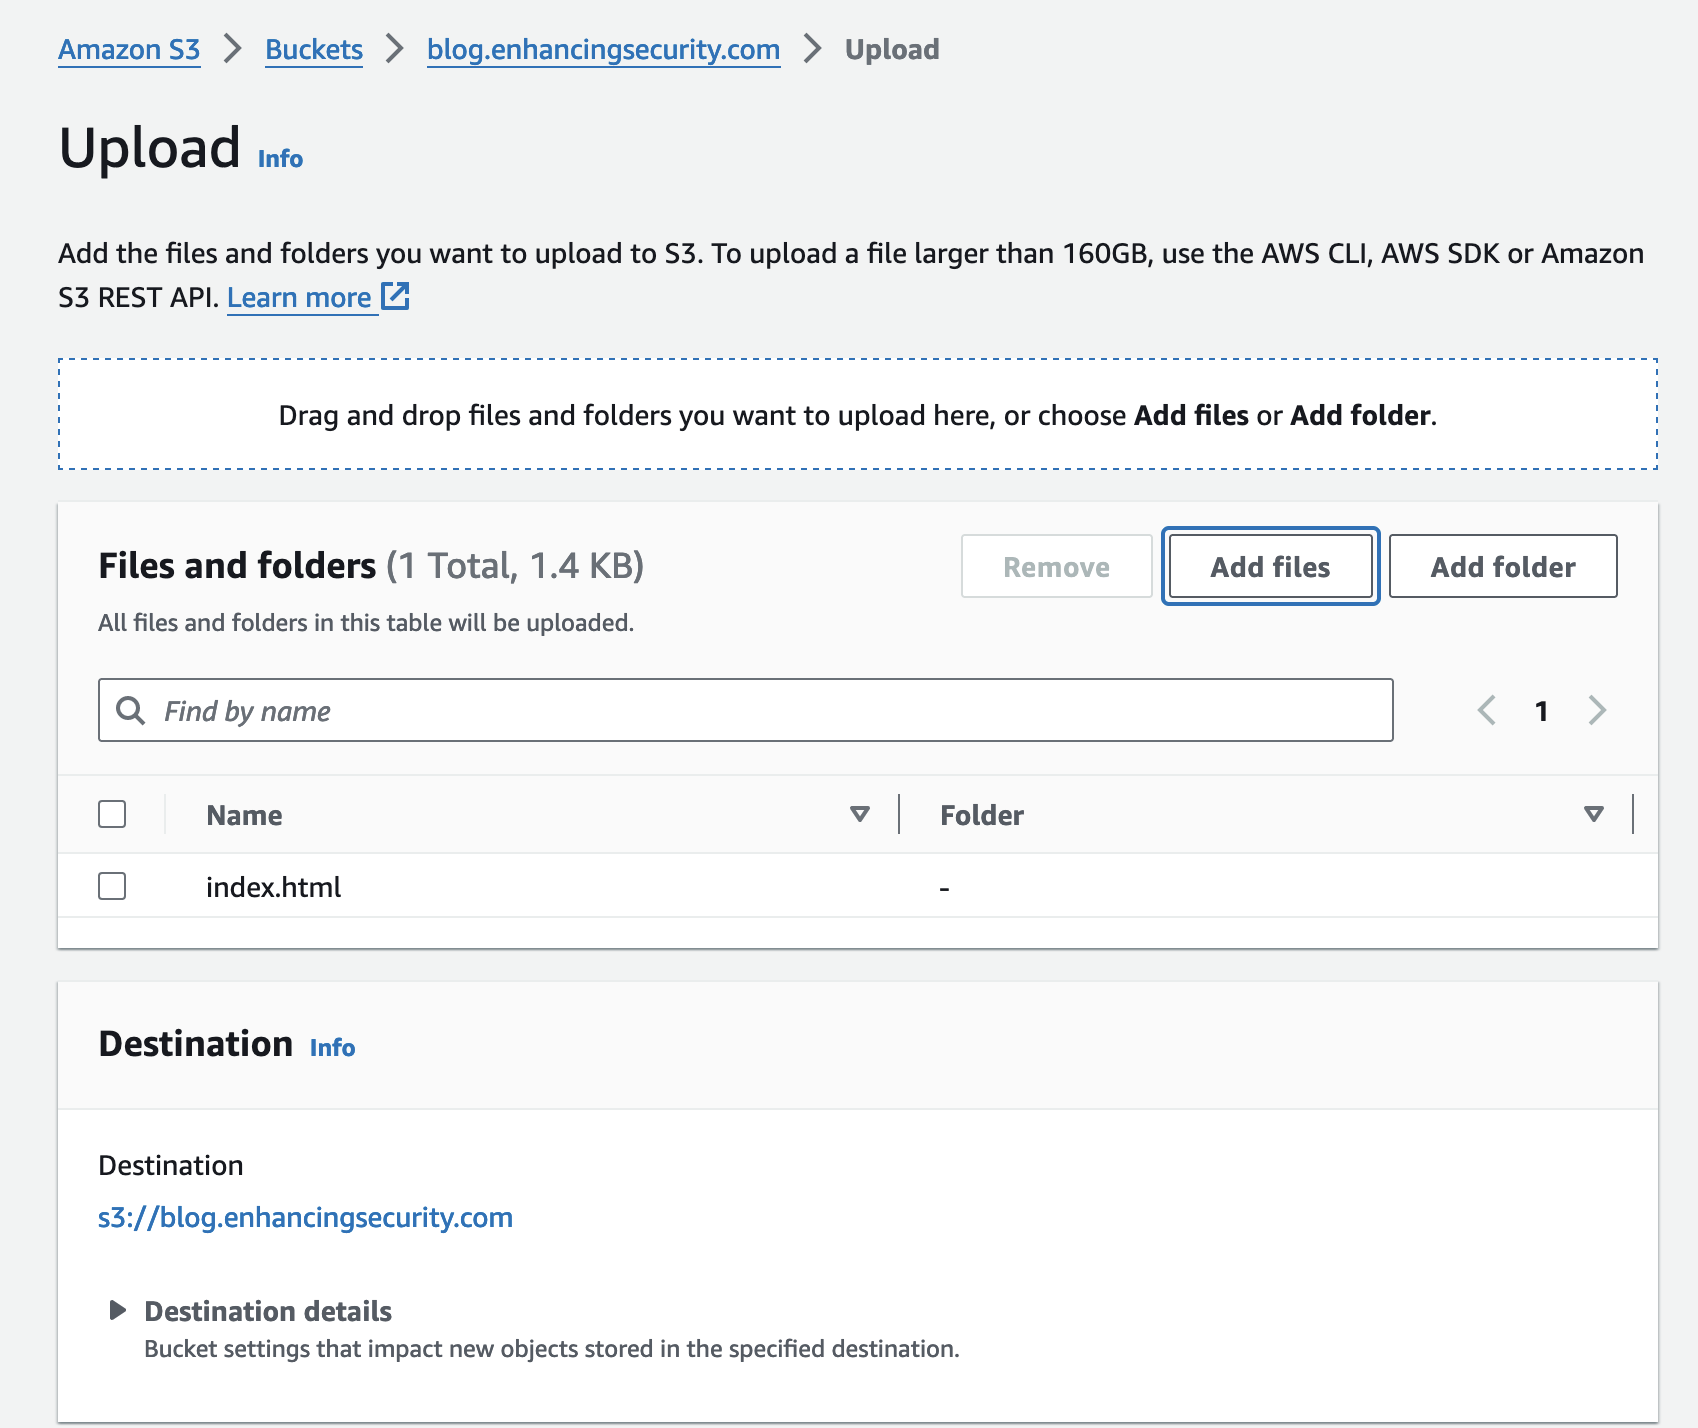 Amazon S3 > Buckets > blog.enhancingsecurity.com > Upload
Upload Info
Add the files and folders you want to upload to S3. To upload a file larger than 160GB, use the AWS CLI, AWS SDK or Amazon
S3 REST API. Learn more
Drag and drop files and folders you want to upload here, or choose Add files or Add folder.
Files and folders (1 Total, 1.4 KB)
Remove Add files Add folder
All files and folders in this table will be uploaded.
Find by name 1
Name Folder
index.html -
Destination Info
Destination
s3://blog.enhancingsecurity.com
Destination details
Bucket settings that impact new objects stored in the specified destination.